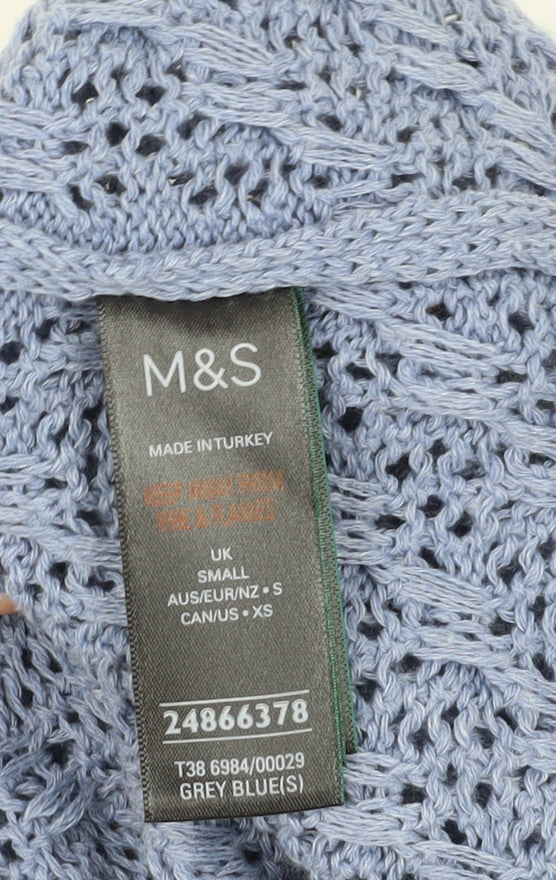 M&S
MADE IN TURKEY
KEEP AWAY FROM
FIRE & FLAMES
UK
SMALL
AUS/EUR/NZ • S
CAN/US • XS
24866378
T38 6984/00029
GREY BLUE(S)